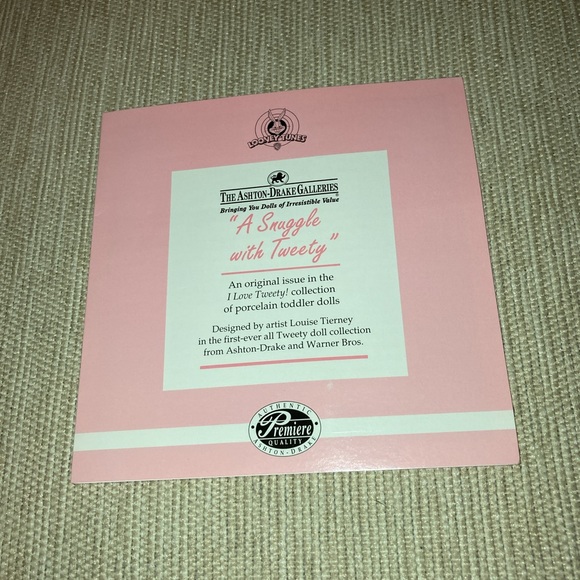 LOONEY TUNES
THE ASHTON-DRAKE GALLERIES
Bringing You Dolls of Irresistible Value
"A Snuggle
with Tweety"
An original issue in the
I Love Tweety! collection
of porcelain toddler dolls
Designed by artist Louise Tierney
in the first-ever all Tweety doll collection
from Ashton-Drake and Warner Bros.
AUTHENTIC
Premiere
QUALITY
ASHTON-DRAKE